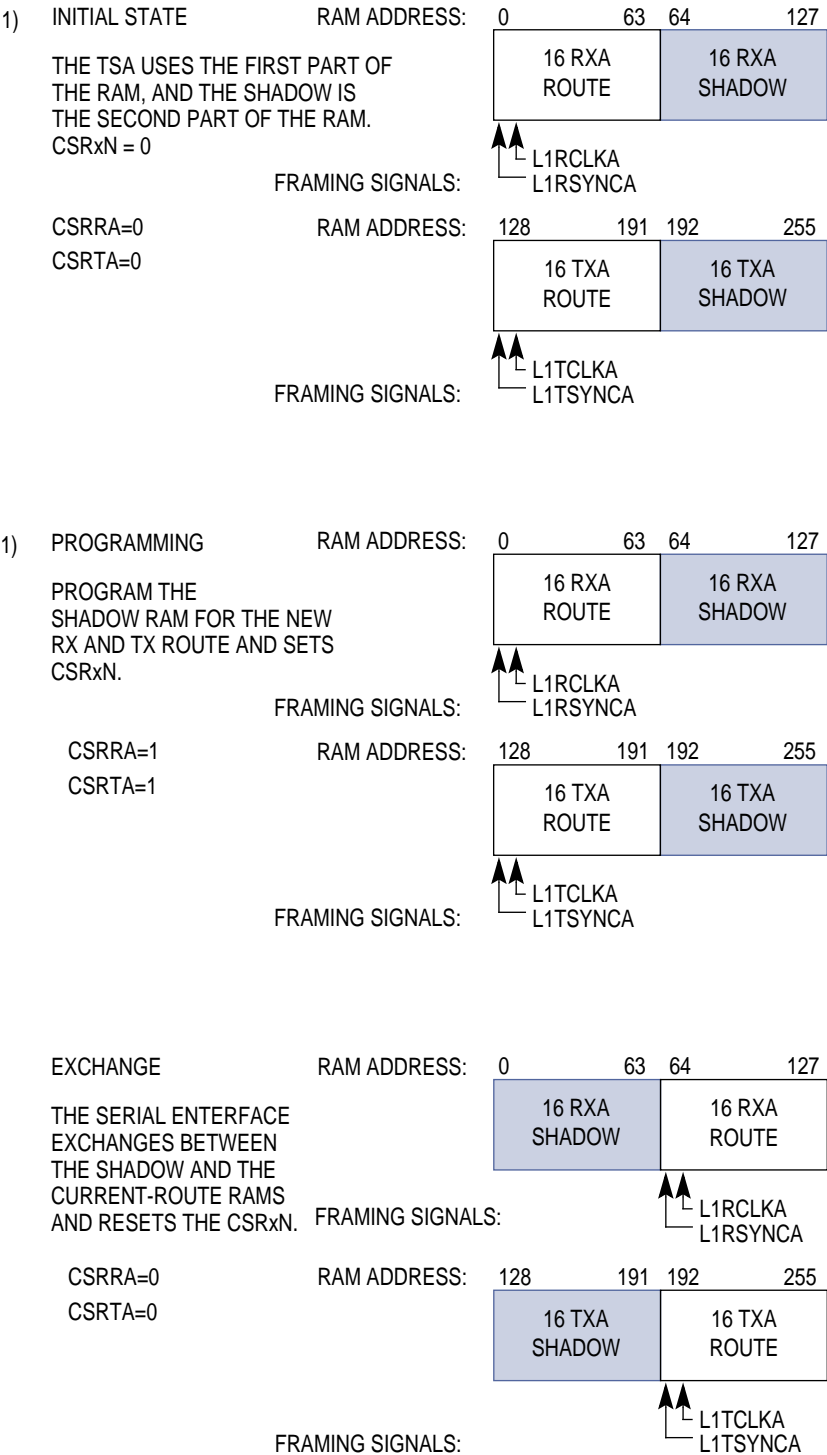 1) INITIAL STATE RAM ADDRESS: 0 63 64 127
THE TSA USES THE FIRST PART OF
THE RAM, AND THE SHADOW IS
THE SECOND PART OF THE RAM.
CSRxN = 0
16 RXA
ROUTE
16 RXA
SHADOW
L1RCLKA
FRAMING SIGNALS: L1RSYNCA
CSRRA=0 RAM ADDRESS: 128 191 192 255
CSRTA=0
16 TXA
ROUTE
16 TXA
SHADOW
L1TCLKA
FRAMING SIGNALS: L1TSYNCA
1) PROGRAMMING RAM ADDRESS: 0 63 64 127
PROGRAM THE
SHADOW RAM FOR THE NEW
RX AND TX ROUTE AND SETS
CSRxN.
16 RXA
ROUTE
16 RXA
SHADOW
L1RCLKA
FRAMING SIGNALS: L1RSYNCA
CSRRA=1 RAM ADDRESS: 128 191 192 255
CSRTA=1
16 TXA
ROUTE
16 TXA
SHADOW
L1TCLKA
FRAMING SIGNALS: L1TSYNCA
EXCHANGE RAM ADDRESS: 0 63 64 127
THE SERIAL ENTERFACE
EXCHANGES BETWEEN
THE SHADOW AND THE
CURRENT-ROUTE RAMS
AND RESETS THE CSRxN.
16 RXA
SHADOW
16 RXA
ROUTE
L1RCLKA
FRAMING SIGNALS: L1RSYNCA
CSRRA=0 RAM ADDRESS: 128 191 192 255
CSRTA=0
16 TXA
SHADOW
16 TXA
ROUTE
L1TCLKA
FRAMING SIGNALS: L1TSYNCA